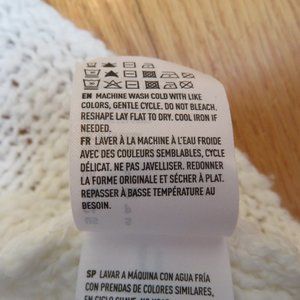 EN MACHINE WASH COLD WITH LIKE
COLORS, GENTLE CYCLE. DO NOT BLEACH.
RESHAPE LAY FLAT TO DRY. COOL IRON IF
NEEDED.
FR LAVER À LA MACHINE À L'EAU FROIDE
AVEC DES COULEURS SEMBLABLES, CYCLE
DÉLICAT. NE PAS JAVELLISER. REDONNER
LA FORME ORIGINALE ET SÉCHER À PLAT.
REPASSER À BASSE TEMPÉRATURE AU
BESOIN.
SP LAVAR A MÁQUINA CON AGUA FRÍA
CON PRENDAS DE COLORES SIMILARES,